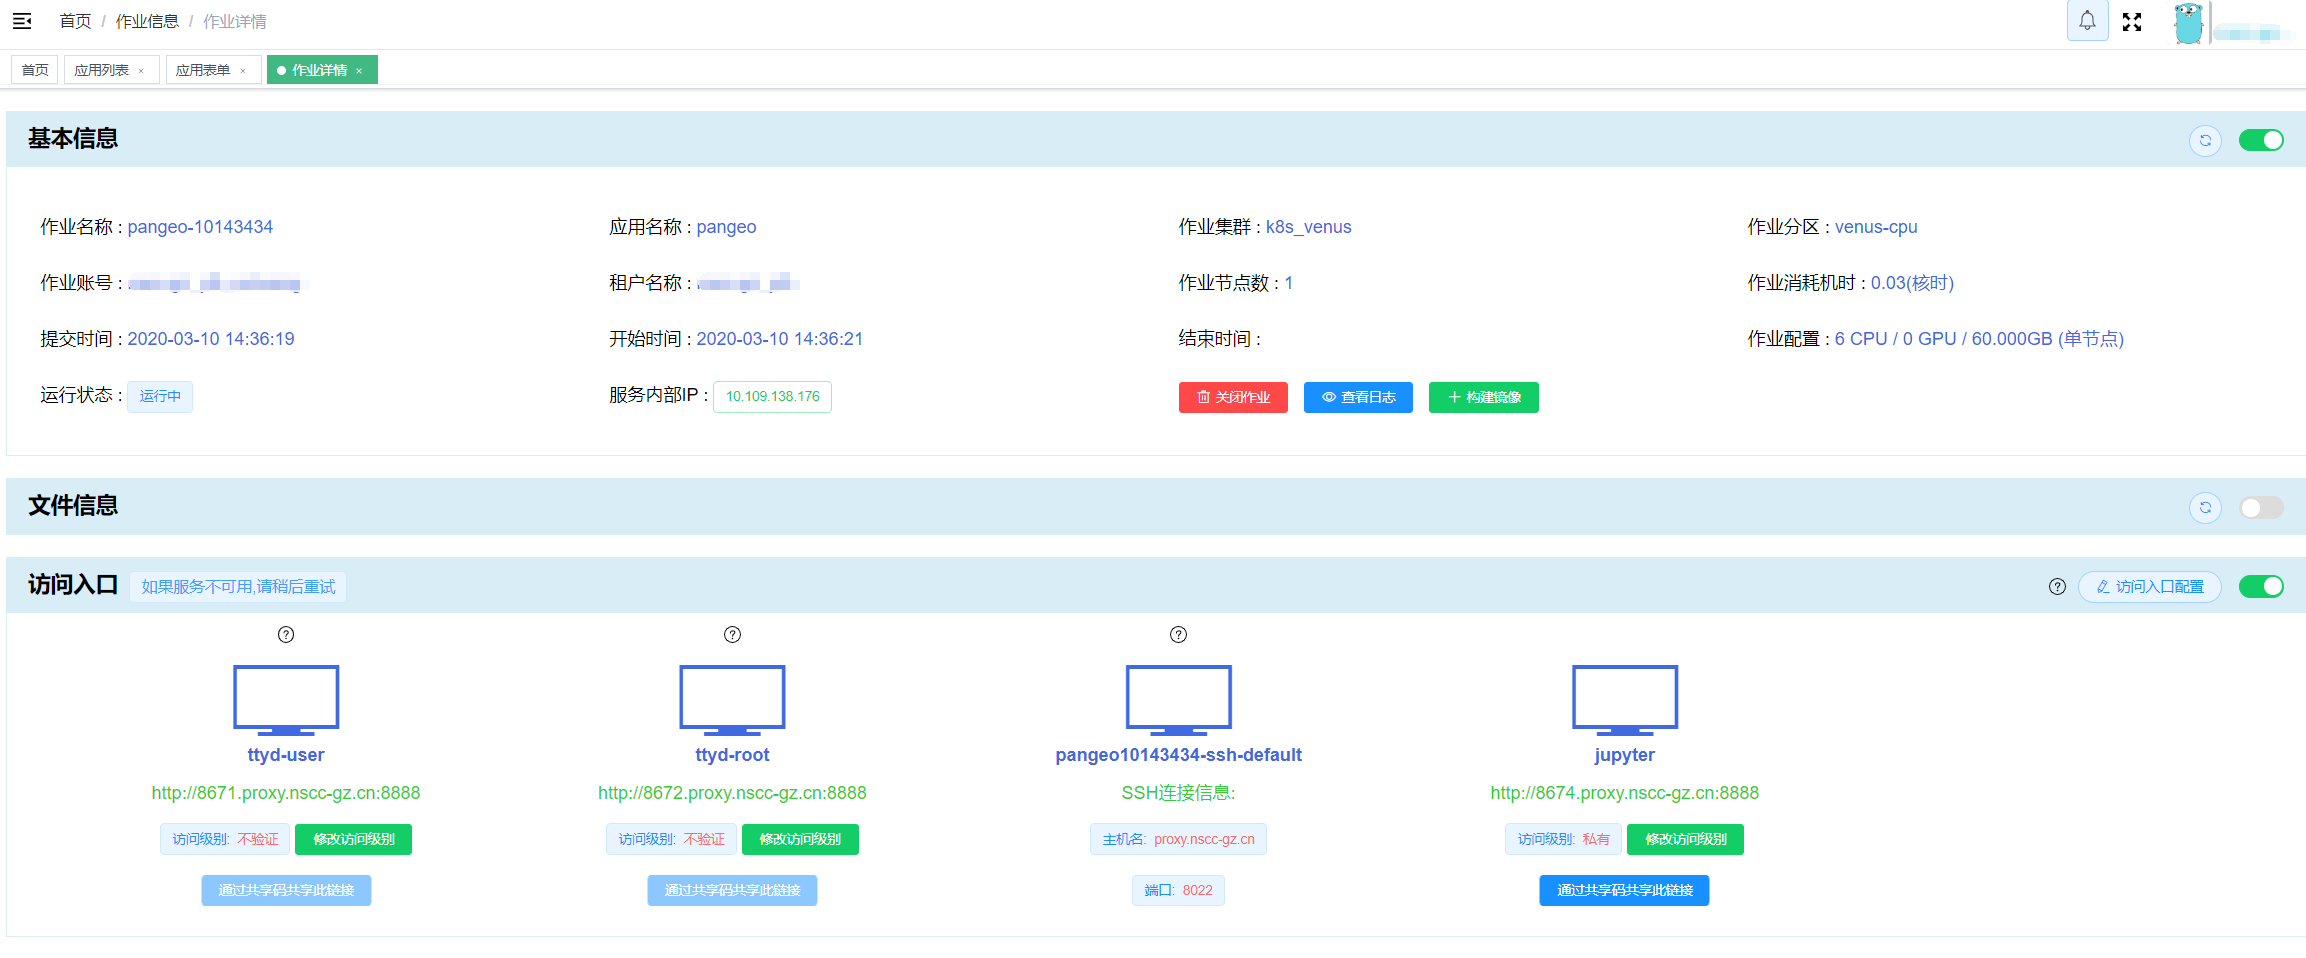 首页 / 作业信息 / 作业详情
首页 应用列表 × 应用表单 × 作业详情 ×
基本信息
作业名称 : pangeo-10143434 应用名称 : pangeo 作业集群 : k8s_venus 作业分区 : venus-cpu
作业账号 : 租户名称 : 作业节点数 : 1 作业消耗机时 : 0.03(核时)
提交时间 : 2020-03-10 14:36:19 开始时间 : 2020-03-10 14:36:21 结束时间 : 作业配置 : 6 CPU / 0 GPU / 60.000GB (单节点)
运行状态 : 运行中 服务内部IP : 10.109.138.176 关闭作业 查看日志 构建镜像
文件信息
访问入口 如果服务不可用,请稍后重试 访问入口配置
ttyd-user ttyd-root pangeo10143434-ssh-default jupyter
http://8671.proxy.nscc-gz.cn:8888 http://8672.proxy.nscc-gz.cn:8888 SSH连接信息: http://8674.proxy.nscc-gz.cn:8888
访问级别: 不验证 修改访问级别 访问级别: 不验证 修改访问级别 主机名: proxy.nscc-gz.cn 访问级别: 私有 修改访问级别
通过共享码共享此链接 通过共享码共享此链接 端口: 8022 通过共享码共享此链接